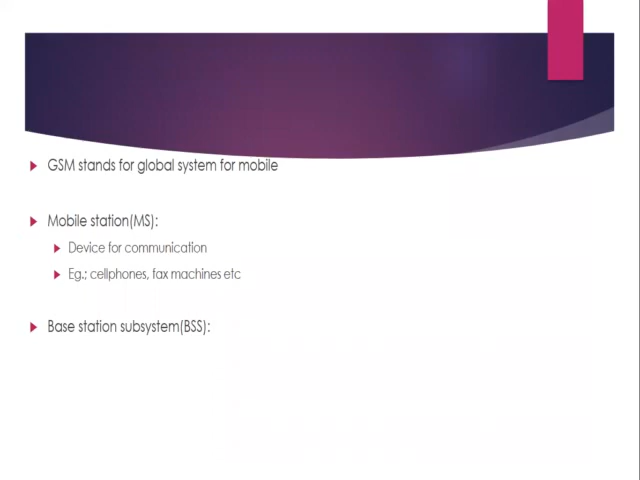 GSM stands for global system for mobile
Mobile station(MS):
Device for communication
Eg.; cellphones, fax machines etc
Base station subsystem(BSS):